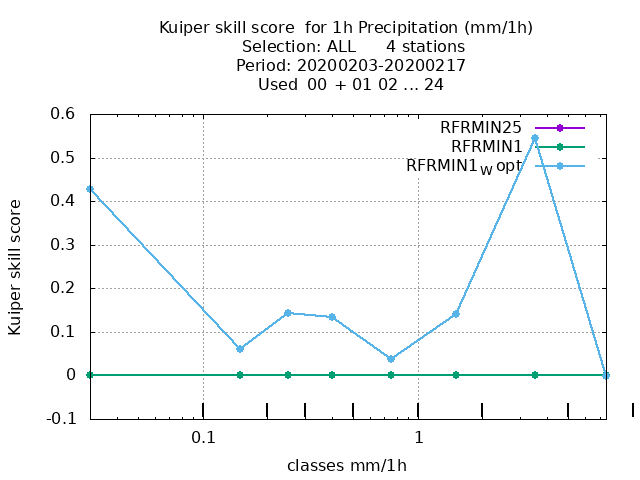 Kuiper skill score  for 1h Precipitation (mm/1h)
Selection: ALL      4 stations
Period: 20200203-20200217
Used  00  + 01 02 ... 24
RFRMIN25
RFRMIN1
RFRMIN1W opt
0.6
0.5
0.4
0.3
0.2
0.1
0
-0.1
Kuiper skill score
0.1
1
classes mm/1h